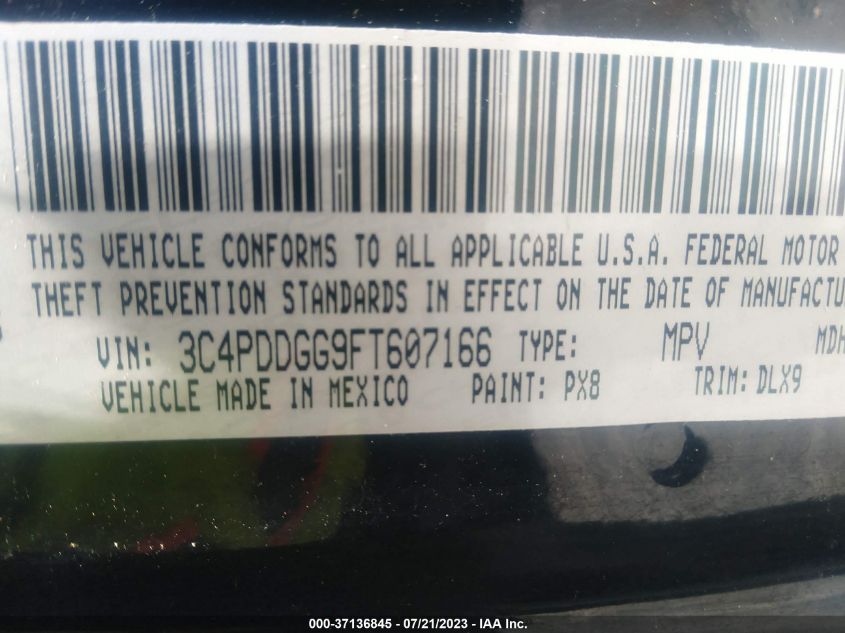 THIS VEHICLE CONFORMS TO ALL APPLICABLE U.S.A. FEDERAL MOTOR
THEFT PREVENTION STANDARDS IN EFFECT ON THE DATE OF MANUFACTU
VIN: 3C4PDDGG9FT607166 TYPE: MPV MDH
VEHICLE MADE IN MEXICO PAINT: PX8 TRIM: DLX9
000-37136845 / 07/21/2023 - © IAA, Inc.